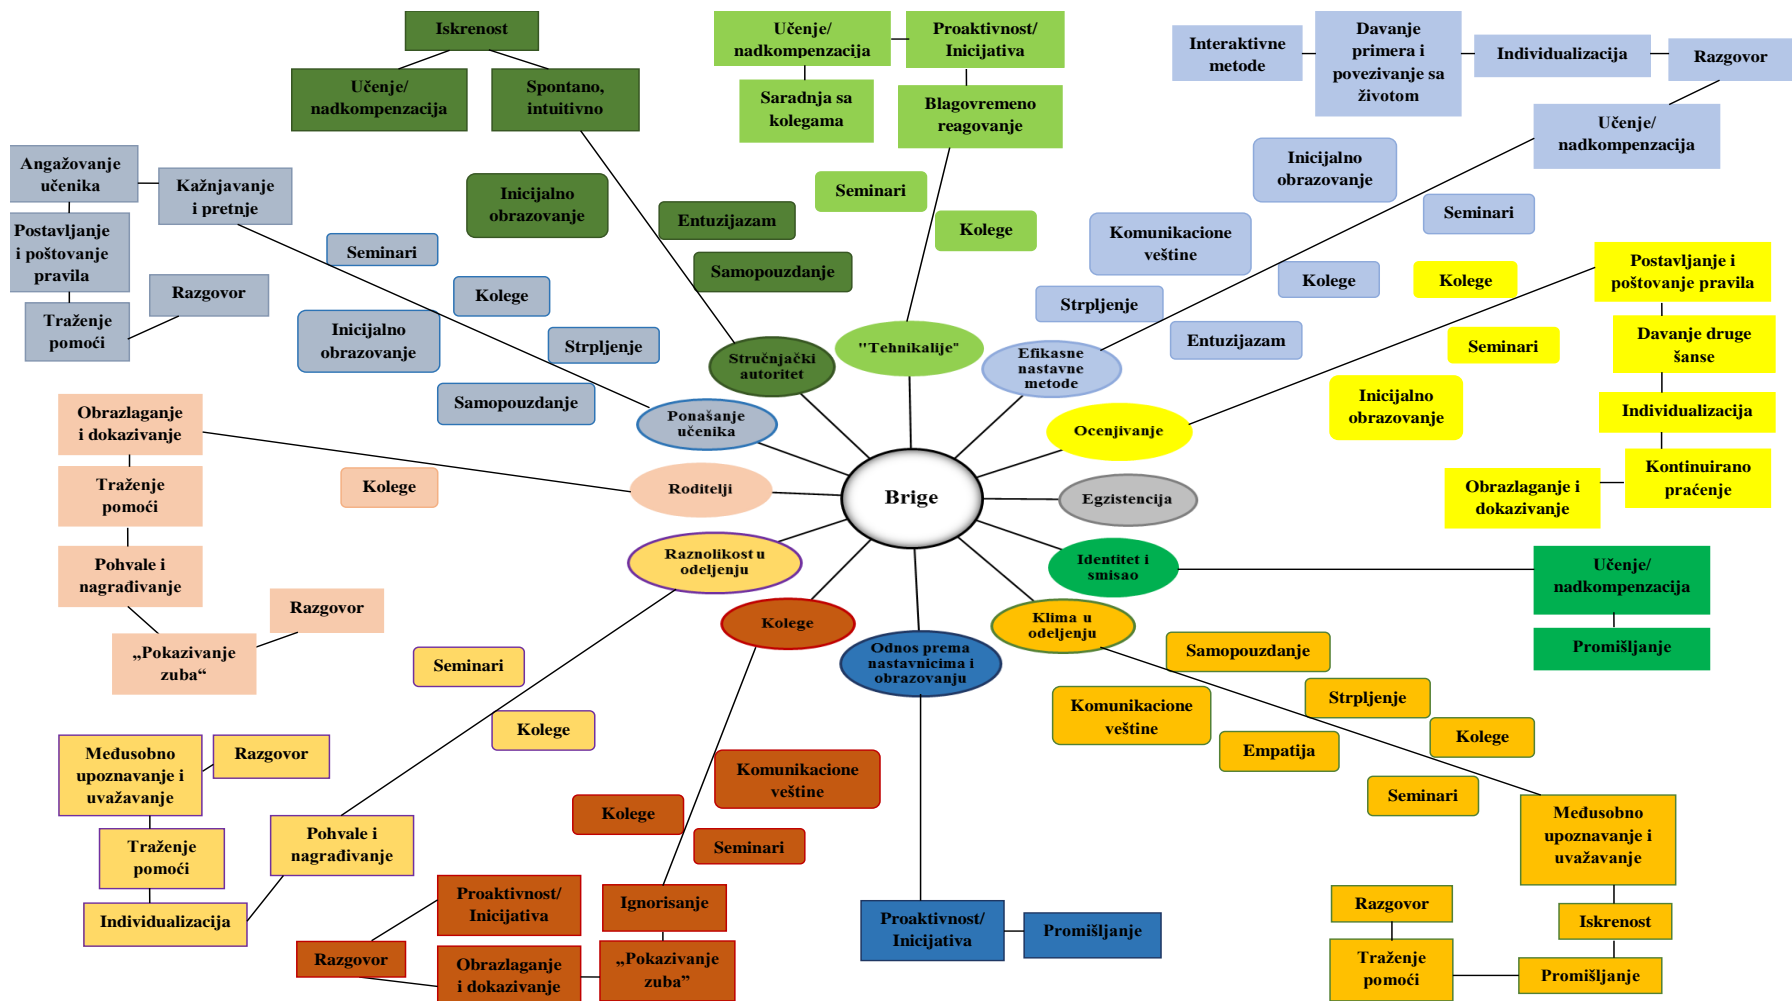 Iskrenost
Učenje/
nadkompenzacija
Spontano,
intuitivno
Inicijalno
obrazovanje
Entuzijazam
Samopouzdanje
Stručnjački
autoritet
Učenje/
nadkompenzacija
Proaktivnost/
Inicijativa
Saradnja sa
kolegama
Blagovremeno
reagovanje
Seminari
Kolege
"Tehnikalije"
Interaktivne
metode
Davanje
primera i
povezivanje sa
životom
Individualizacija
Razgovor
Učenje/
nadkompenzacija
Inicijalno
obrazovanje
Seminari
Komunikacione
veštine
Kolege
Strpljenje
Entuzijazam
Efikasne
nastavne
metode
Angažovanje
učenika
Kažnjavanje
i pretnje
Postavljanje
i poštovanje
pravila
Razgovor
Traženje
pomoći
Seminari
Kolege
Inicijalno
obrazovanje
Strpljenje
Samopouzdanje
Ponašanje
učenika
Kolege
Postavljanje i
poštovanje pravila
Seminari
Davanje druge
šanse
Inicijalno
obrazovanje
Individualizacija
Kontinuirano
praćenje
Obrazlaganje i
dokazivanje
Ocenjivanje
Obrazlaganje
i dokazivanje
Traženje
pomoći
Kolege
Roditelji
Pohvale i
nagrađivanje
Razgovor
„Pokazivanje
zuba“
Brige
Egzistencija
Identitet i
smisao
Učenje/
nadkompenzacija
Promišljanje
Raznolikost u
odeljenju
Seminari
Kolege
Međusobno
upoznavanje i
uvažavanje
Razgovor
Traženje
pomoći
Pohvale i
nagrađivanje
Individualizacija
Kolege
Komunikacione
veštine
Kolege
Seminari
Ignorisanje
Proaktivnost/
Inicijativa
Razgovor
Obrazlaganje
i dokazivanje
„Pokazivanje
zuba”
Odnos prema
nastavnicima i
obrazovanju
Proaktivnost/
Inicijativa
Promišljanje
Klima u
odeljenju
Samopouzdanje
Komunikacione
veštine
Strpljenje
Empatija
Kolege
Seminari
Međusobno
upoznavanje i
uvažavanje
Razgovor
Iskrenost
Traženje
pomoći
Promišljanje